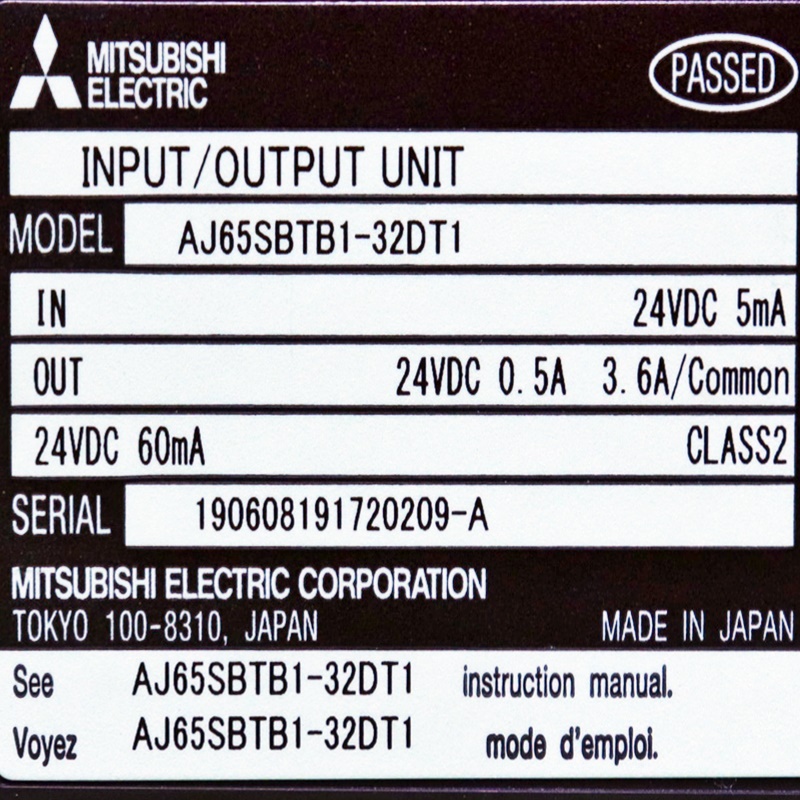 MITSUBISHI
ELECTRIC
PASSED
INPUT/OUTPUT UNIT
MODEL AJ65SBTB1-32DT1
IN 24VDC 5mA
OUT 24VDC 0.5A 3.6A/Common
24VDC 60mA CLASS2
SERIAL 190608191720209-A
MITSUBISHI ELECTRIC CORPORATION
TOKYO 100-8310, JAPAN MADE IN JAPAN
See AJ65SBTB1-32DT1 instruction manual.
Voyez AJ65SBTB1-32DT1 mode d'emploi.